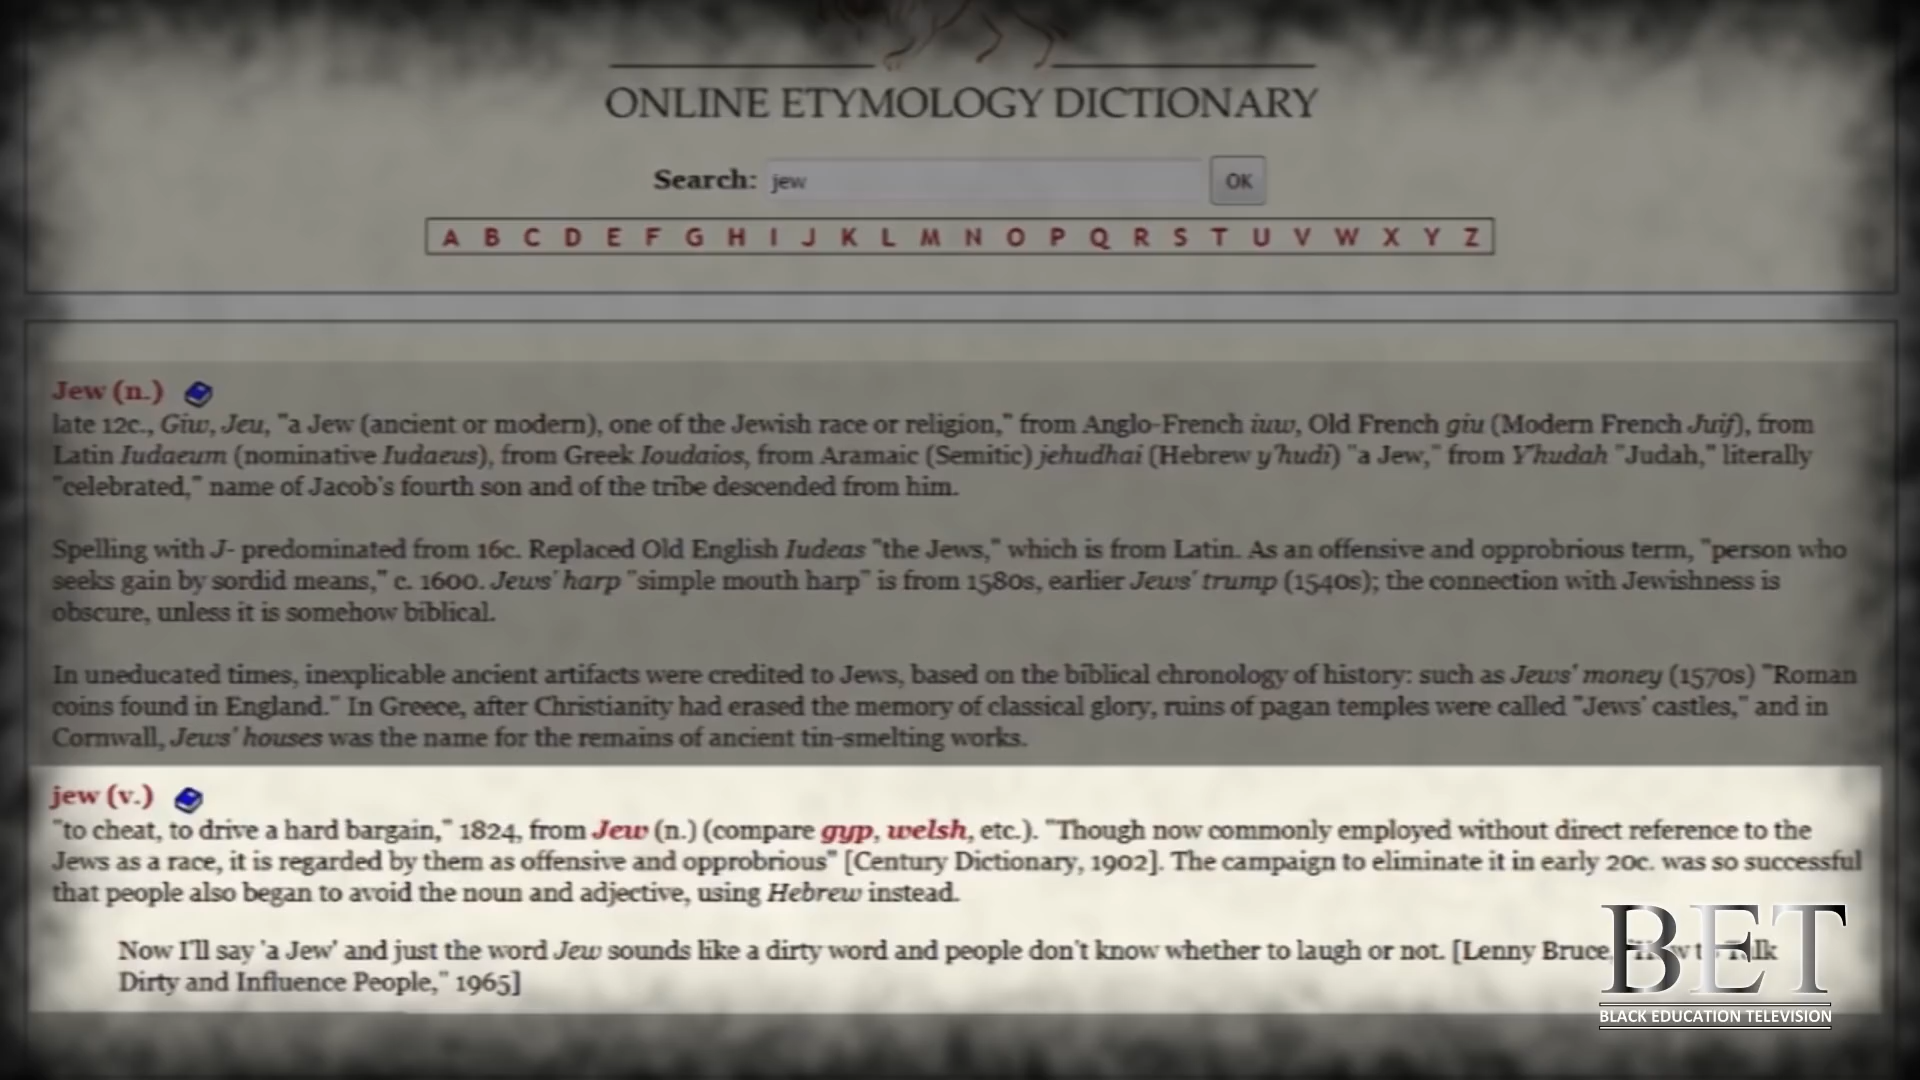 ONLINE ETYMOLOGY DICTIONARY
Search: jew OK
A B C D E F G H I J K L M N O P Q R S T U V W X Y Z
Jew (n.)
late 12c., Giw, Jeu, "a Jew (ancient or modern), one of the Jewish race or religion," from Anglo-French iuw, Old French giu (Modern French Juif), from
Latin Iudaeum (nominative Iudaeus), from Greek Ioudaios, from Aramaic (Semitic) jehudhai (Hebrew y'hudi) "a Jew," from Y'hudah "Judah," literally
"celebrated," name of Jacob's fourth son and of the tribe descended from him.
Spelling with J- predominated from 16c. Replaced Old English Iudeas "the Jews," which is from Latin. As an offensive and opprobrious term, "person who
seeks gain by sordid means," c. 1600. Jews' harp "simple mouth harp" is from 1580s, earlier Jews' trump (1540s); the connection with Jewishness is
obscure, unless it is somehow biblical.
In uneducated times, inexplicable ancient artifacts were credited to Jews, based on the biblical chronology of history: such as Jews' money (1570s) "Roman
coins found in England." In Greece, after Christianity had erased the memory of classical glory, ruins of pagan temples were called "Jews' castles," and in
Cornwall, Jews' houses was the name for the remains of ancient tin-smelting works.
jew (v.)
"to cheat, to drive a hard bargain," 1824, from Jew (n.) (compare gyp, welsh, etc.). "Though now commonly employed without direct reference to the
Jews as a race, it is regarded by them as offensive and opprobrious" [Century Dictionary, 1902]. The campaign to eliminate it in early 20c. was so successful
that people also began to avoid the noun and adjective, using Hebrew instead.
Now I'll say 'a Jew' and just the word Jew sounds like a dirty word and people don't know whether to laugh or not. [Lenny Bruce,
Dirty and Influence People," 1965]
BET
BLACK EDUCATION TELEVISION